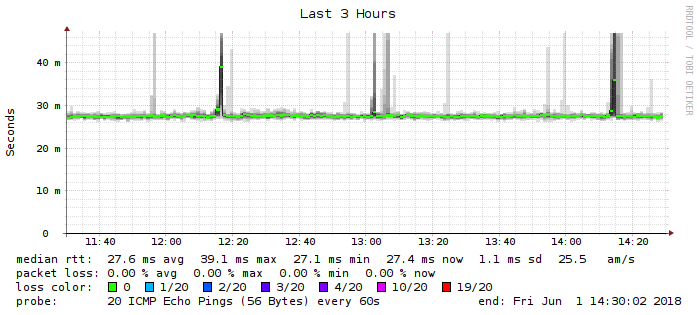 Last 3 Hours
RRDTOOL / TOBI OETIKER
Seconds
40 m
30 m
20 m
10 m
0
11:40 12:00 12:20 12:40 13:00 13:20 13:40 14:00 14:20
median rtt: 27.6 ms avg 39.1 ms max 27.1 ms min 27.4 ms now 1.1 ms sd 25.5 am/s
packet loss: 0.00 % avg 0.00 % max 0.00 % min 0.00 % now
loss color: 0 1/20 2/20 3/20 4/20 10/20 19/20
probe: 20 ICMP Echo Pings (56 Bytes) every 60s end: Fri Jun 1 14:30:02 2018